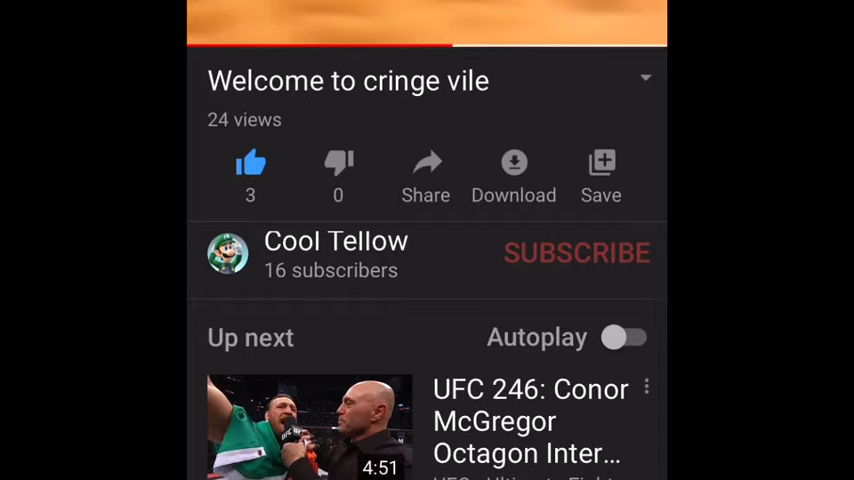 Welcome to cringe vile
24 views
3
0
Share
Download
Save
Cool Tellow
16 subscribers
SUBSCRIBE
Up next
Autoplay
UFC 246: Conor
McGregor
Octagon Inter...
4:51